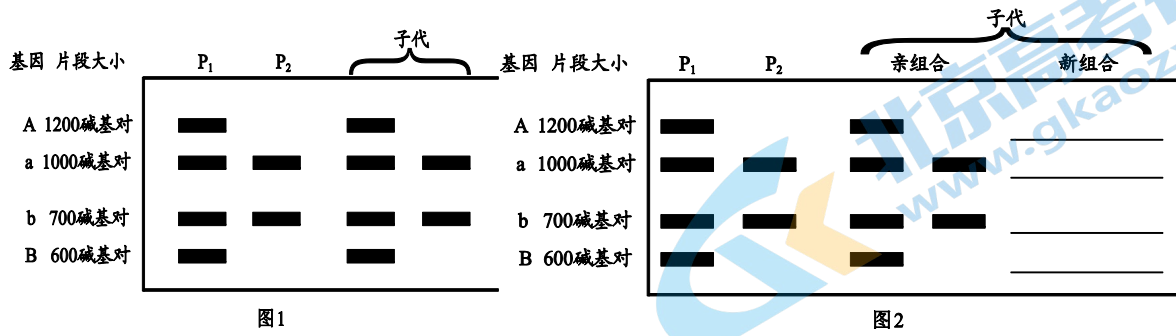 子代
基因 片段大小 P₁ P₂
A 1200碱基对
a 1000碱基对
b 700碱基对
B 600碱基对
图1
子代
基因 片段大小 P₁ P₂ 亲组合 新组合
A 1200碱基对
a 1000碱基对
b 700碱基对
B 600碱基对
图2
北京高考
www.gkaoz